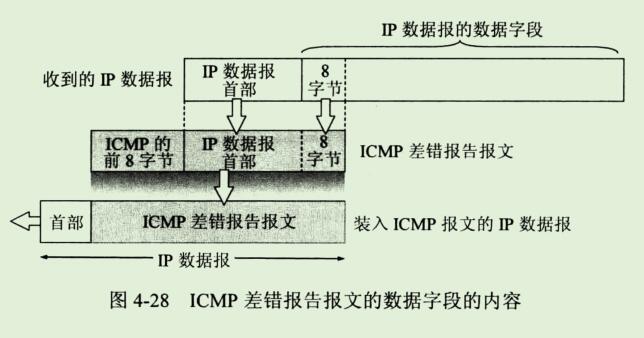 IP 数据报的数据字段
收到的 IP 数据报
IP 数据报
首部
8
字节
ICMP 的
前 8 字节
IP 数据报
首部
8
字节
ICMP 差错报告报文
首部
ICMP 差错报告报文
装入 ICMP 报文的 IP 数据报
IP 数据报
图 4-28 ICMP 差错报告报文的数据字段的内容